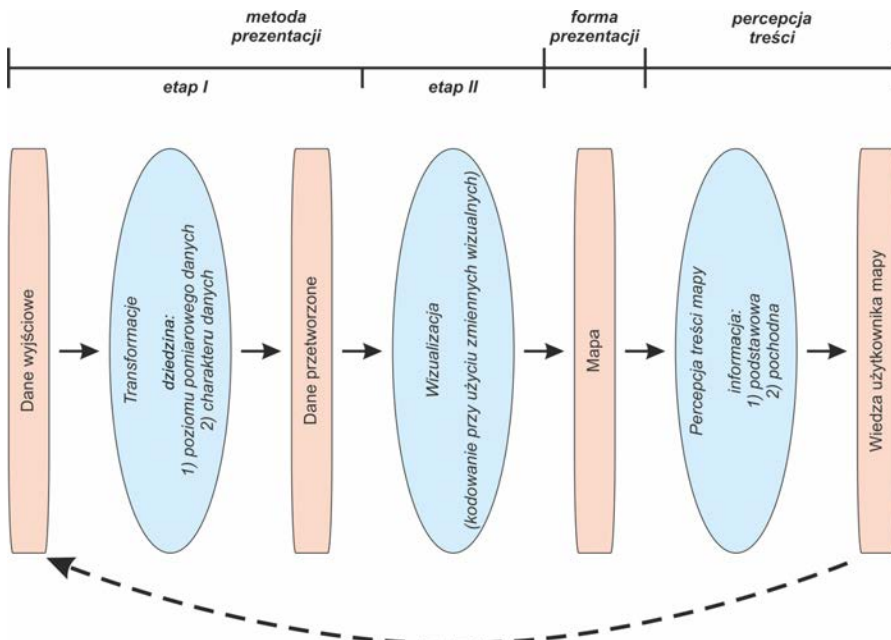 metoda
prezentacji
forma
prezentacji
percepcja
treści
etap I
etap II
Dane wyjściowe
Transformacje
dziedzina:
1) poziomu pomiarowego danych
2) charakteru danych
Dane przetworzone
Wizualizacja
(kodowanie przy użyciu zmiennych wizualnych)
Mapa
Percepcja treści mapy
informacja:
1) podstawowa
2) pochodna
Wiedza użytkownika mapy